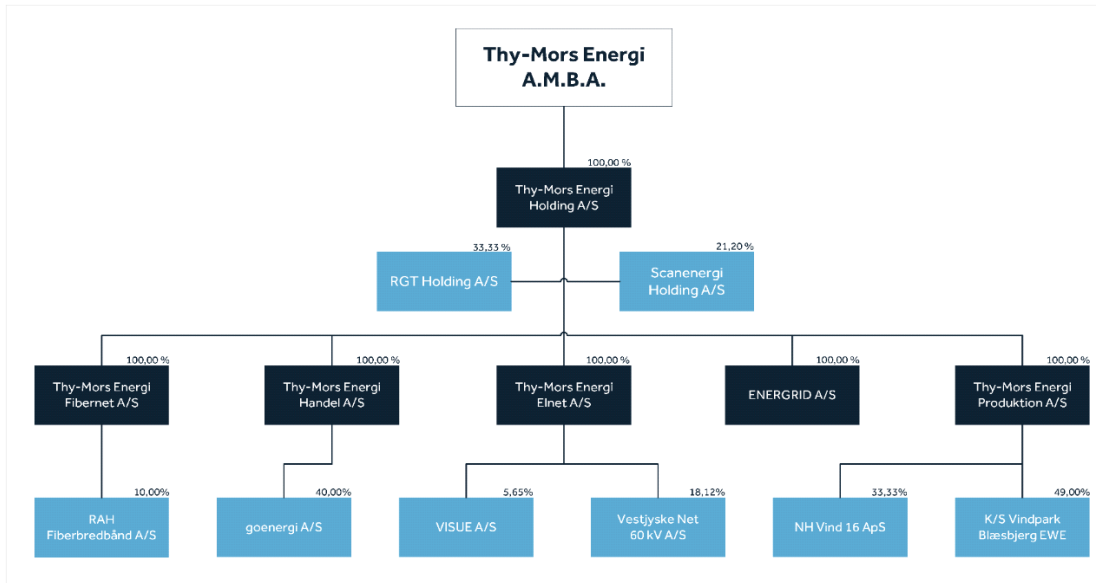 Thy-Mors Energi
A.M.B.A.
100,00 %
Thy-Mors Energi
Holding A/S
33,33 %
RGT Holding A/S
21,20 %
Scanenergi
Holding A/S
100,00 %
Thy-Mors Energi
Fibernet A/S
100,00 %
Thy-Mors Energi
Handel A/S
100,00 %
Thy-Mors Energi
Elnet A/S
100,00 %
ENERGRID A/S
100,00 %
Thy-Mors Energi
Produktion A/S
10,00%
RAH
Fiberbredbånd A/S
40,00%
goenergi A/S
5,65%
VISUE A/S
18,12%
Vestjyske Net
60 kV A/S
33,33%
NH Vind 16 ApS
49,00%
K/S Vindpark
Blæsbjerg EWE